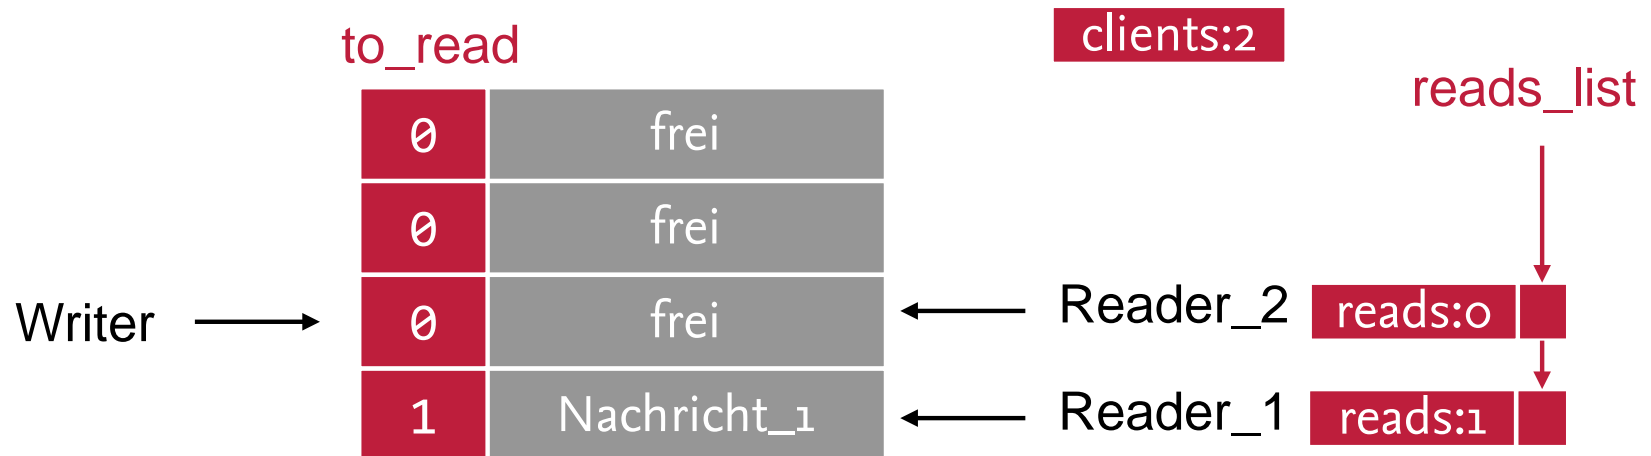 clients:2
to_read
reads_list
0 frei
0 frei
Writer 0 frei Reader_2 reads:0
1 Nachricht_1 Reader_1 reads:1